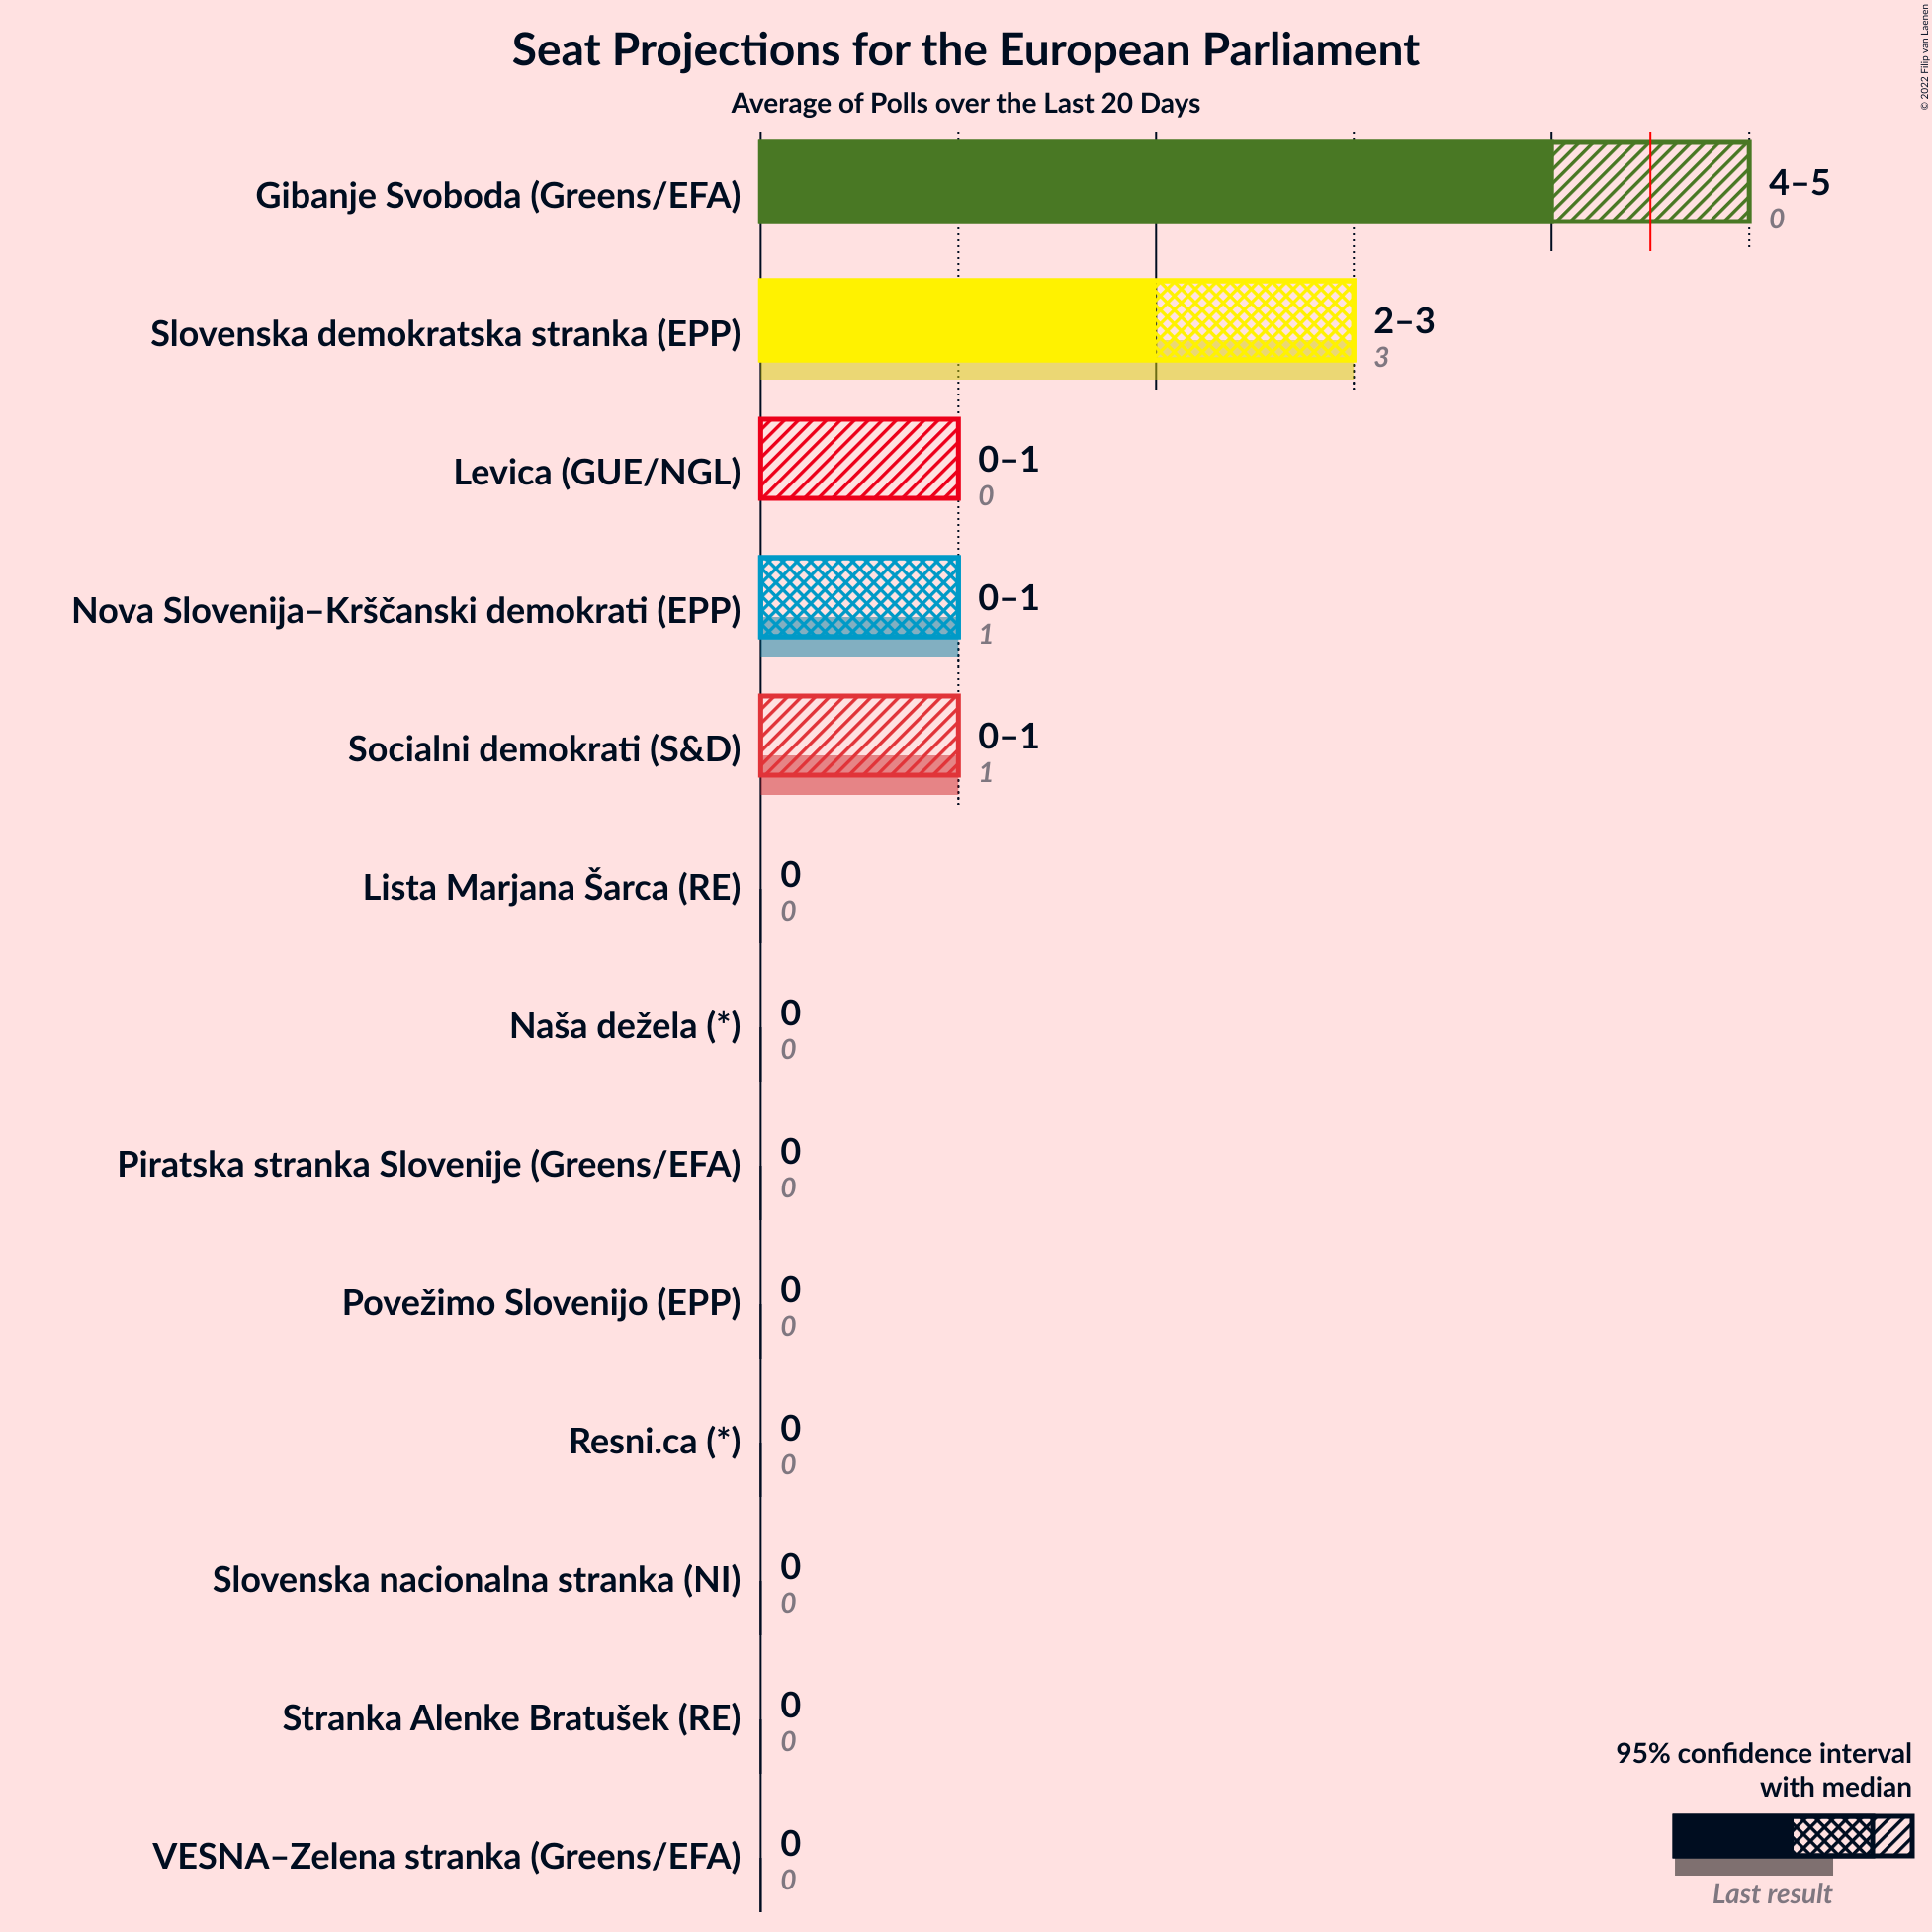 Seat Projections for the European Parliament
Average of Polls over the Last 20 Days
© 2022 Filip van Laenen
Gibanje Svoboda (Greens/EFA)
4–5
0
Slovenska demokratska stranka (EPP)
2–3
3
Levica (GUE/NGL)
0–1
0
Nova Slovenija–Krščanski demokrati (EPP)
0–1
1
Socialni demokrati (S&D)
0–1
1
Lista Marjana Šarca (RE)
0
0
Naša dežela (*)
0
0
Piratska stranka Slovenije (Greens/EFA)
0
0
Povežimo Slovenijo (EPP)
0
0
Resni.ca (*)
0
0
Slovenska nacionalna stranka (NI)
0
0
Stranka Alenke Bratušek (RE)
0
0
VESNA–Zelena stranka (Greens/EFA)
0
0
95% confidence interval
with median
Last result